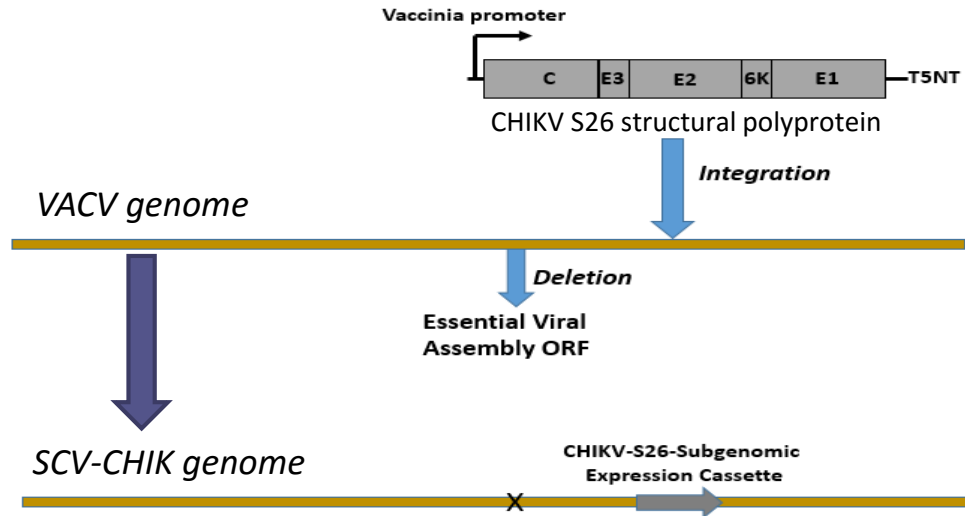 Vaccinia promoter
C E3 E2 6K E1 T5NT
CHIKV S26 structural polyprotein
Integration
VACV genome
Deletion
Essential Viral
Assembly ORF
SCV-CHIK genome
CHIKV-S26-Subgenomic
Expression Cassette
X